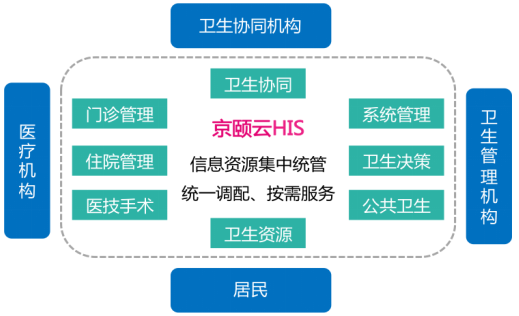 卫生协同机构
卫生协同
门诊管理
系统管理
京颐云HIS
医疗机构
住院管理
信息资源集中统管
卫生决策
卫生管理机构
医技手术
统一调配、按需服务
公共卫生
卫生资源
居民